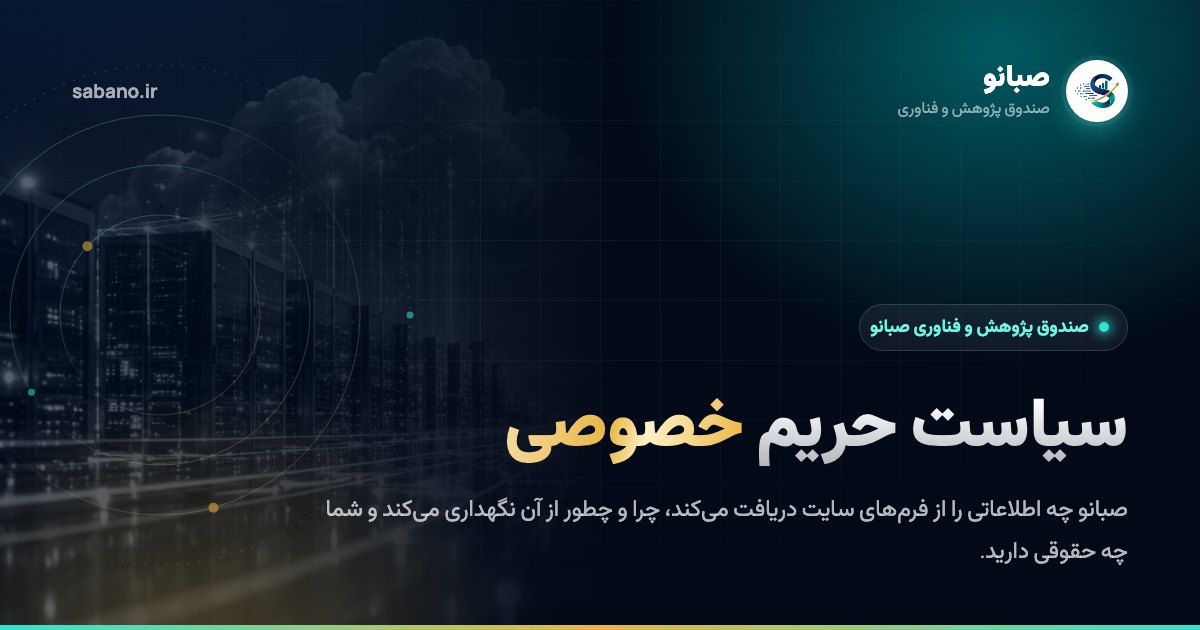 صبانو
صندوق پژوهش و فناوری
sabano.ir
صندوق پژوهش و فناوری صبانو
سیاست حریم خصوصی
صبانو چه اطلاعاتی را از فرم‌های سایت دریافت می‌کند، چرا و چطور از آن نگهداری می‌کند و شما
چه حقوقی دارید.